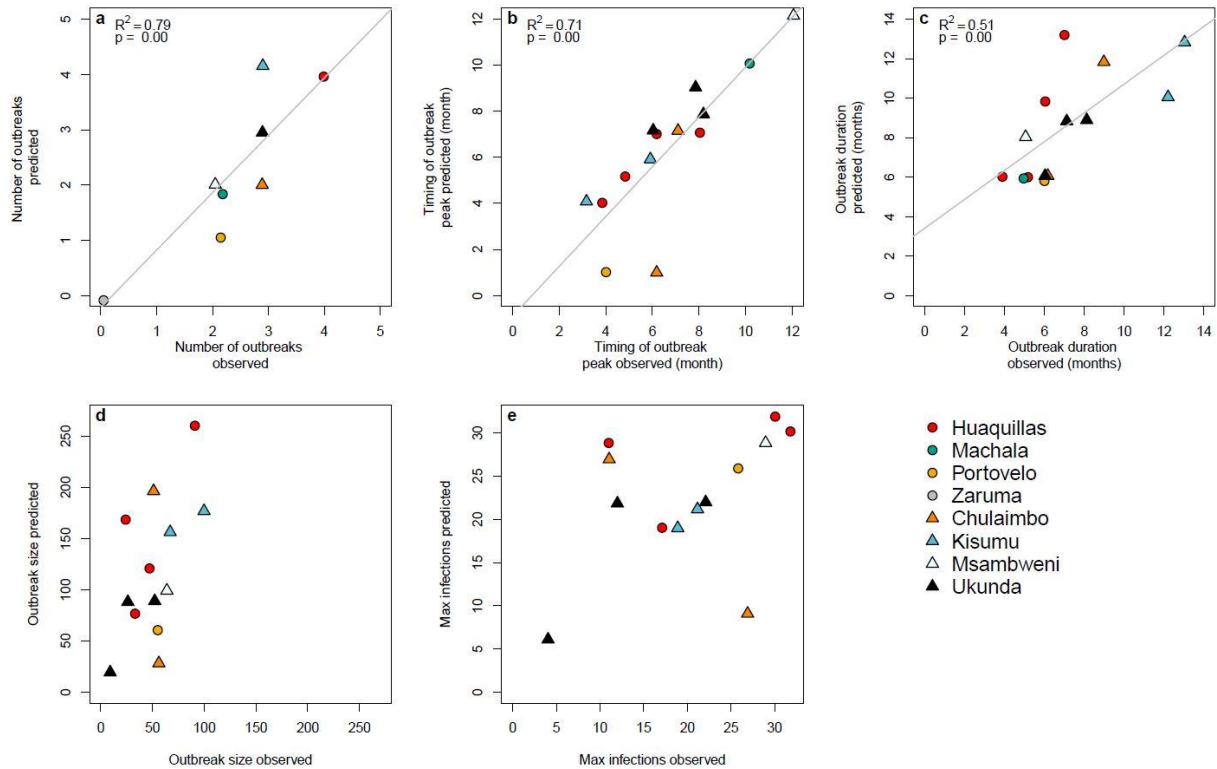 a
R² = 0.79
p = 0.00
Number of outbreaks
predicted
0 1 2 3 4 5
0 1 2 3 4 5
Number of outbreaks
observed
b
R² = 0.71
p = 0.00
Timing of outbreak
peak predicted (month)
0 2 4 6 8 10 12
0 2 4 6 8 10 12
Timing of outbreak
peak observed (month)
c
R² = 0.51
p = 0.00
Outbreak duration
predicted (months)
0 2 4 6 8 10 12 14
0 2 4 6 8 10 12 14
Outbreak duration
observed (months)
d
Outbreak size predicted
0 50 100 150 200 250
0 50 100 150 200 250
Outbreak size observed
e
Max infections predicted
0 5 10 15 20 25 30
0 5 10 15 20 25 30
Max infections observed
Huaquillas
Machala
Portovelo
Zaruma
Chulaimbo
Kisumu
Msambweni
Ukunda